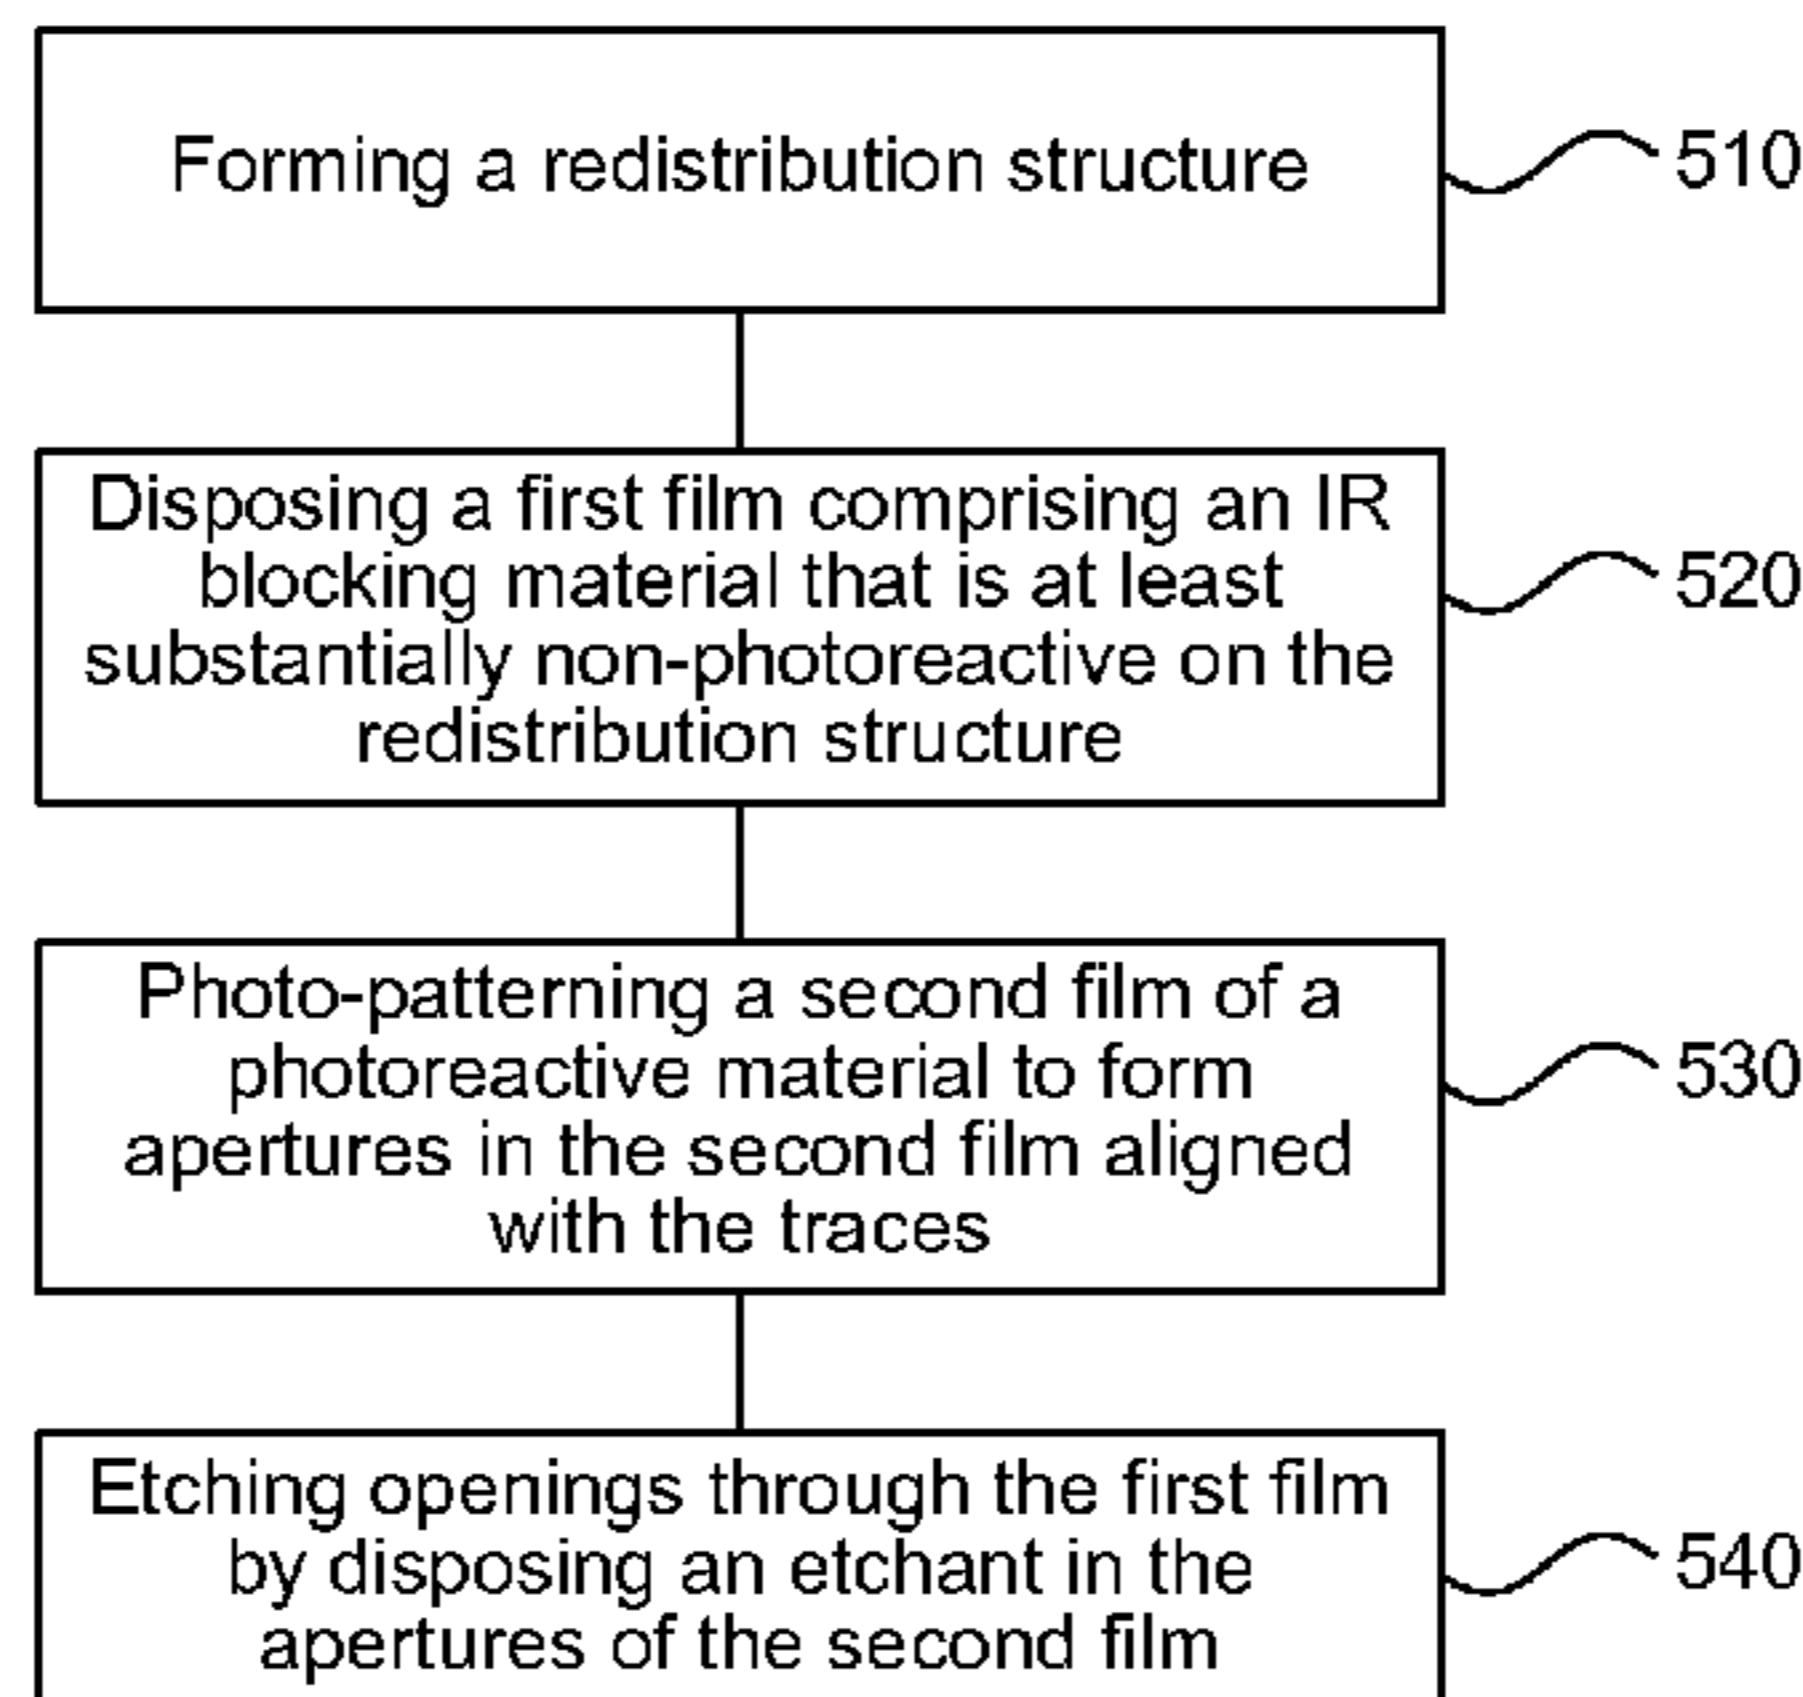 Forming a redistribution structure
510
Disposing a first film comprising an IR
blocking material that is at least
substantially non-photoreactive on the
redistribution structure
520
Photo-patterning a second film of a
photoreactive material to form
apertures in the second film aligned
with the traces
530
Etching openings through the first film
by disposing an etchant in the
apertures of the second film
540